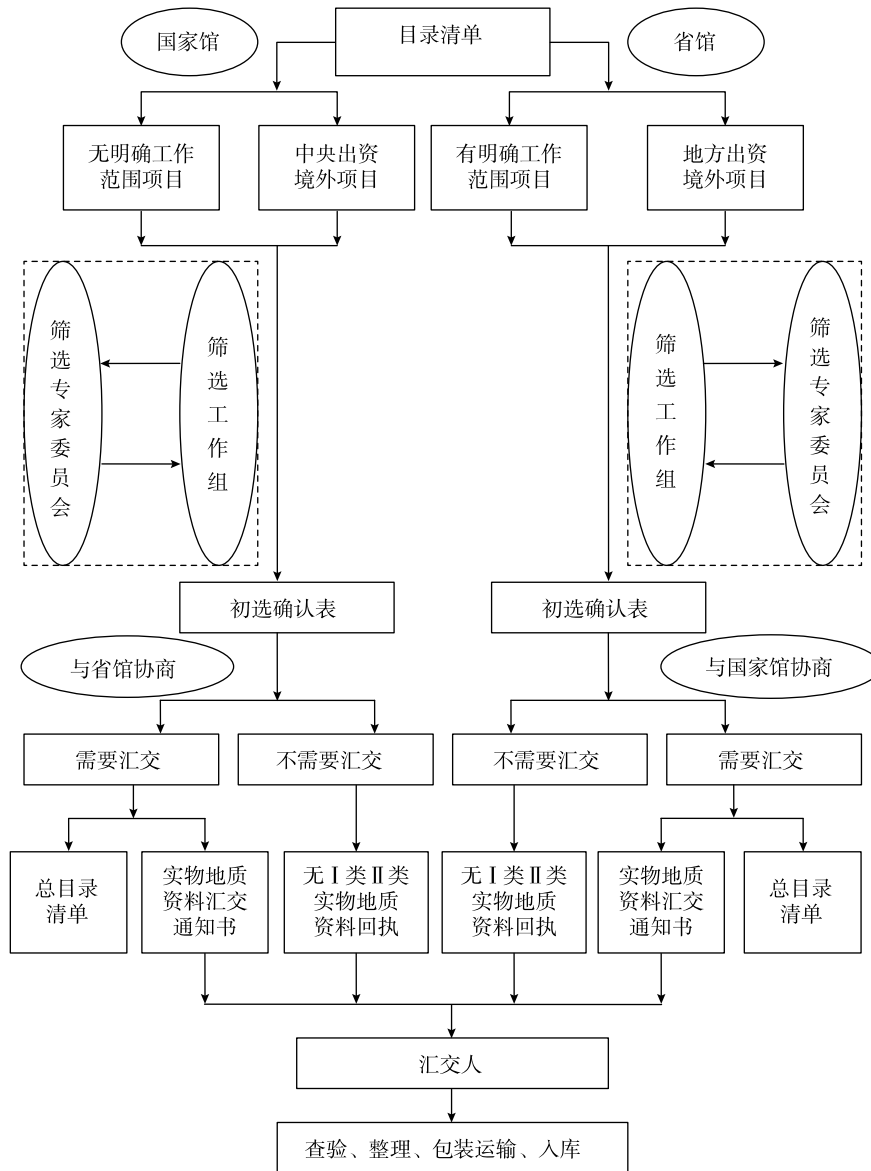 国家馆
目录清单
省馆
无明确工作
范围项目
中央出资
境外项目
有明确工作
范围项目
地方出资
境外项目
筛选专家委员会
筛选工作组
筛选工作组
筛选专家委员会
初选确认表
初选确认表
与省馆协商
与国家馆协商
需要汇交
不需要汇交
不需要汇交
需要汇交
总目录
清单
实物地质
资料汇交
通知书
无Ⅰ类Ⅱ类
实物地质
资料回执
无Ⅰ类Ⅱ类
实物地质
资料回执
实物地质
资料汇交
通知书
总目录
清单
汇交人
查验、整理、包装运输、入库